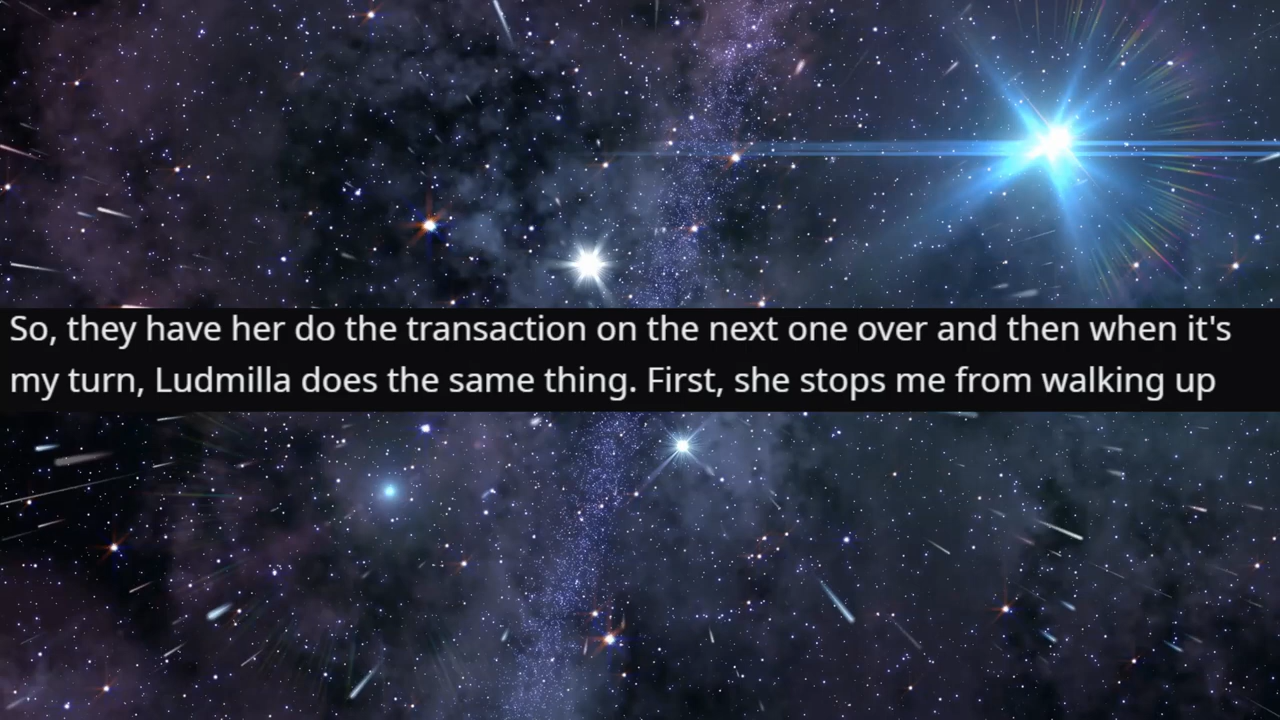 So, they have her do the transaction on the next one over and then when it's
my turn, Ludmilla does the same thing. First, she stops me from walking up